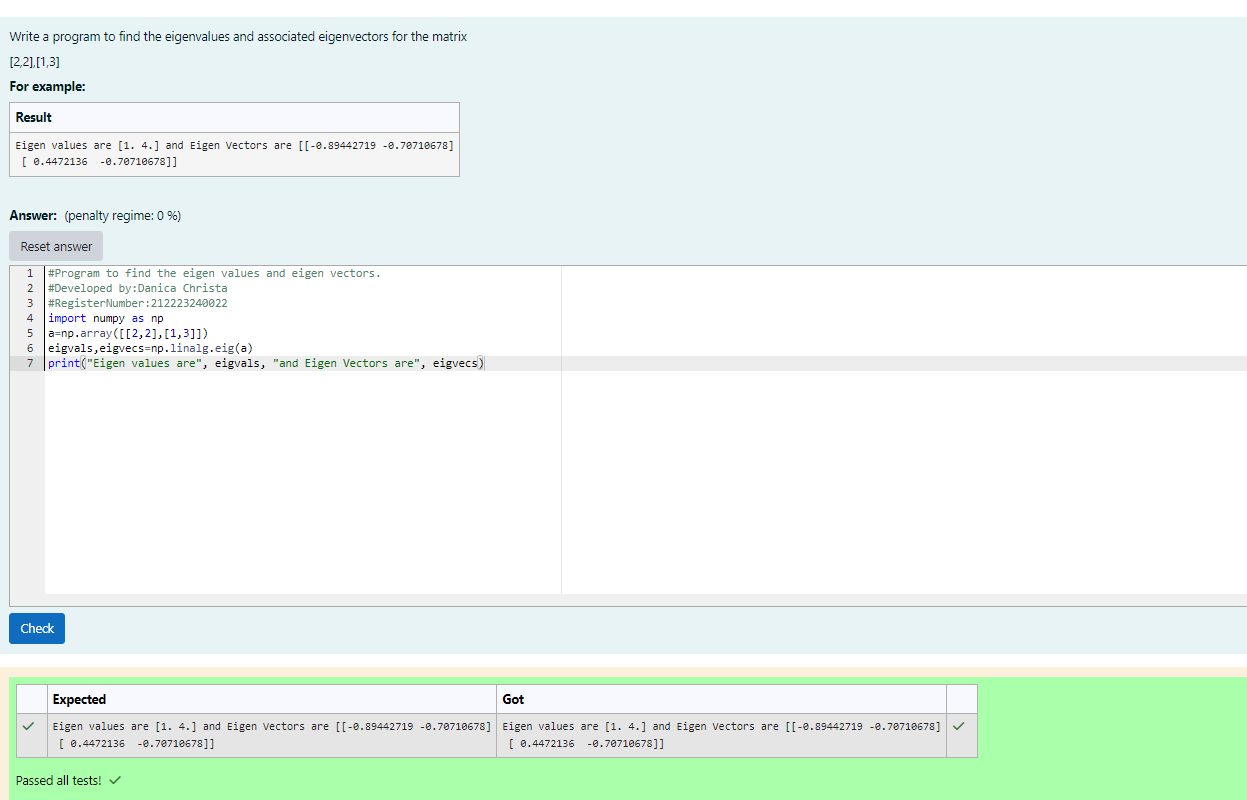 Write a program to find the eigenvalues and associated eigenvectors for the matrix
[2,2],[1,3]
For example:
Result
Eigen values are [1. 4.] and Eigen Vectors are [[-0.89442719 -0.70710678]
[ 0.4472136  -0.70710678]]
Answer: (penalty regime: 0 %)
Reset answer
1 #Program to find the eigen values and eigen vectors.
2 #Developed by:Danica Christa
3 #RegisterNumber:212223240022
4 import numpy as np
5 a=np.array([[2,2],[1,3]])
6 eigvals,eigvecs=np.linalg.eig(a)
7 print("Eigen values are", eigvals, "and Eigen Vectors are", eigvecs)
Check
Expected Got
Eigen values are [1. 4.] and Eigen Vectors are [[-0.89442719 -0.70710678] Eigen values are [1. 4.] and Eigen Vectors are [[-0.89442719 -0.70710678]
[ 0.4472136  -0.70710678]] [ 0.4472136  -0.70710678]]
Passed all tests!